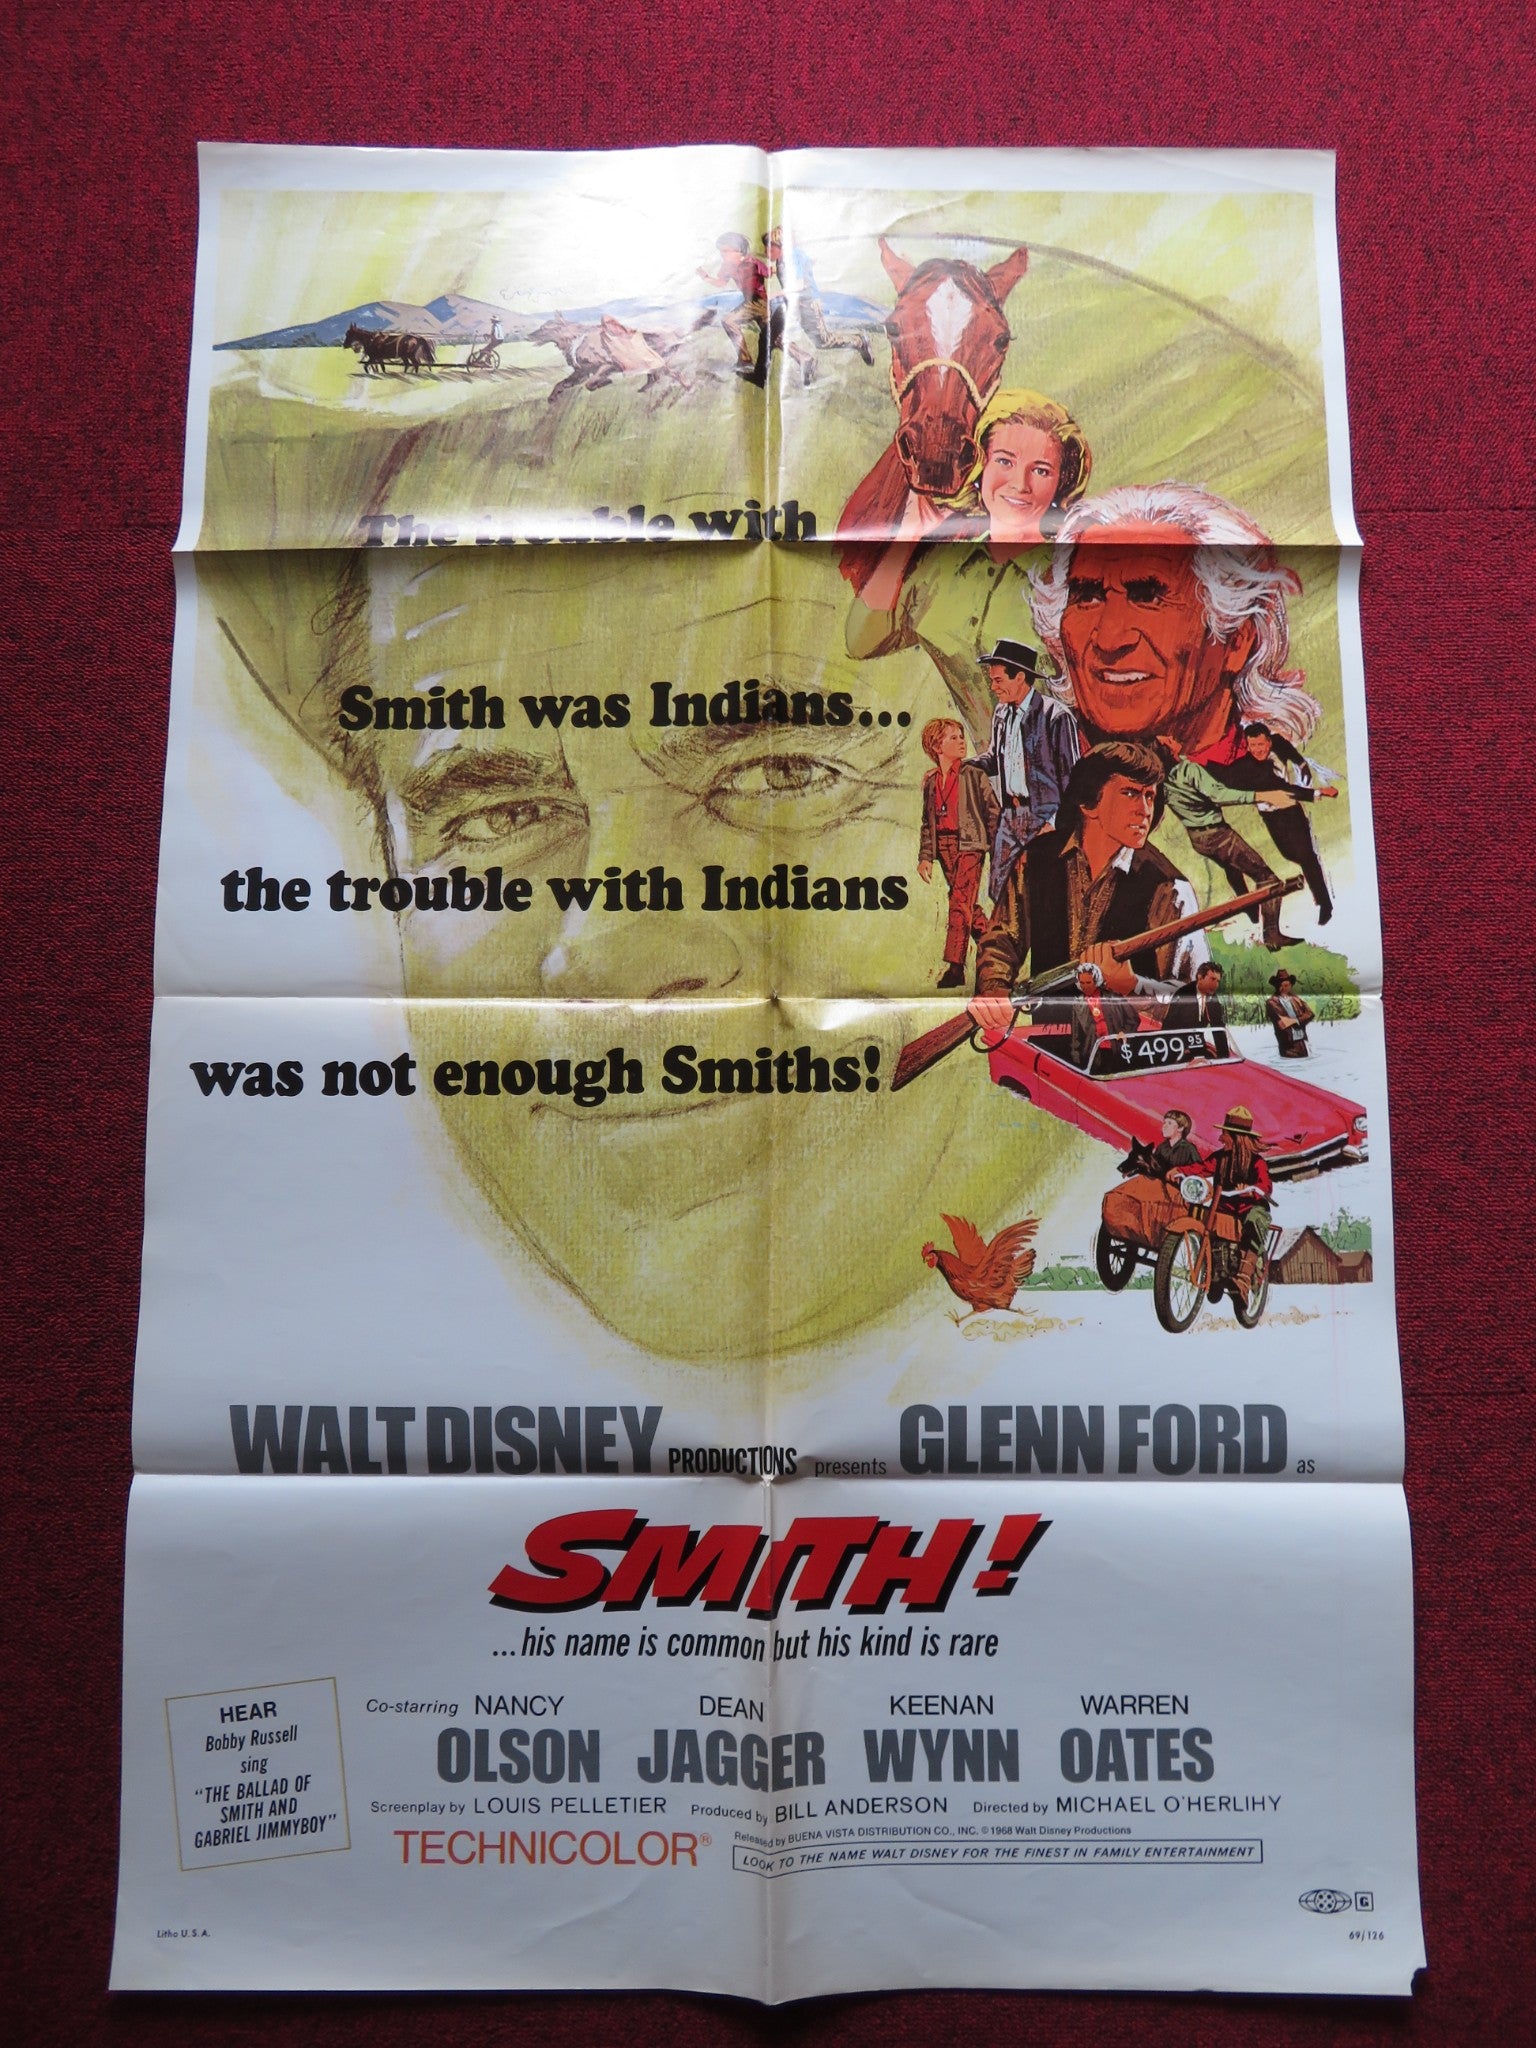 The trouble with
Smith was Indians...
the trouble with Indians
was not enough Smiths!
$499 95
WALT DISNEY PRODUCTIONS presents GLENN FORD as
SMITH!
...his name is common but his kind is rare
HEAR
Bobby Russell
sing
"THE BALLAD OF
SMITH AND
GABRIEL JIMMYBOY"
Co-starring NANCY OLSON DEAN JAGGER KEENAN WYNN WARREN OATES
Screenplay by LOUIS PELLETIER Produced by BILL ANDERSON Directed by MICHAEL O'HERLIHY
TECHNICOLOR®
Released by BUENA VISTA DISTRIBUTION CO., INC. © 1968 Walt Disney Productions
LOOK TO THE NAME WALT DISNEY FOR THE FINEST IN FAMILY ENTERTAINMENT
G
Litho U.S.A.
69/126